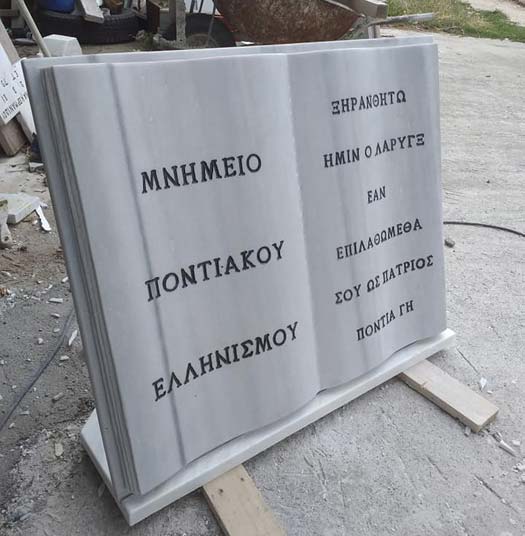 ΜΝΗΜΕΙΟ
ΠΟΝΤΙΑΚΟΥ
ΕΛΛΗΝΙΣΜΟΥ
ΞΗΡΑΝΘΗΤΩ
ΗΜΙΝ Ο ΛΑΡΥΓΞ
ΕΑΝ
ΕΠΙΛΑΘΩΜΕΘΑ
ΣΟΥ ΩΣ ΠΑΤΡΙΟΣ
ΠΟΝΤΙΑ ΓΗ